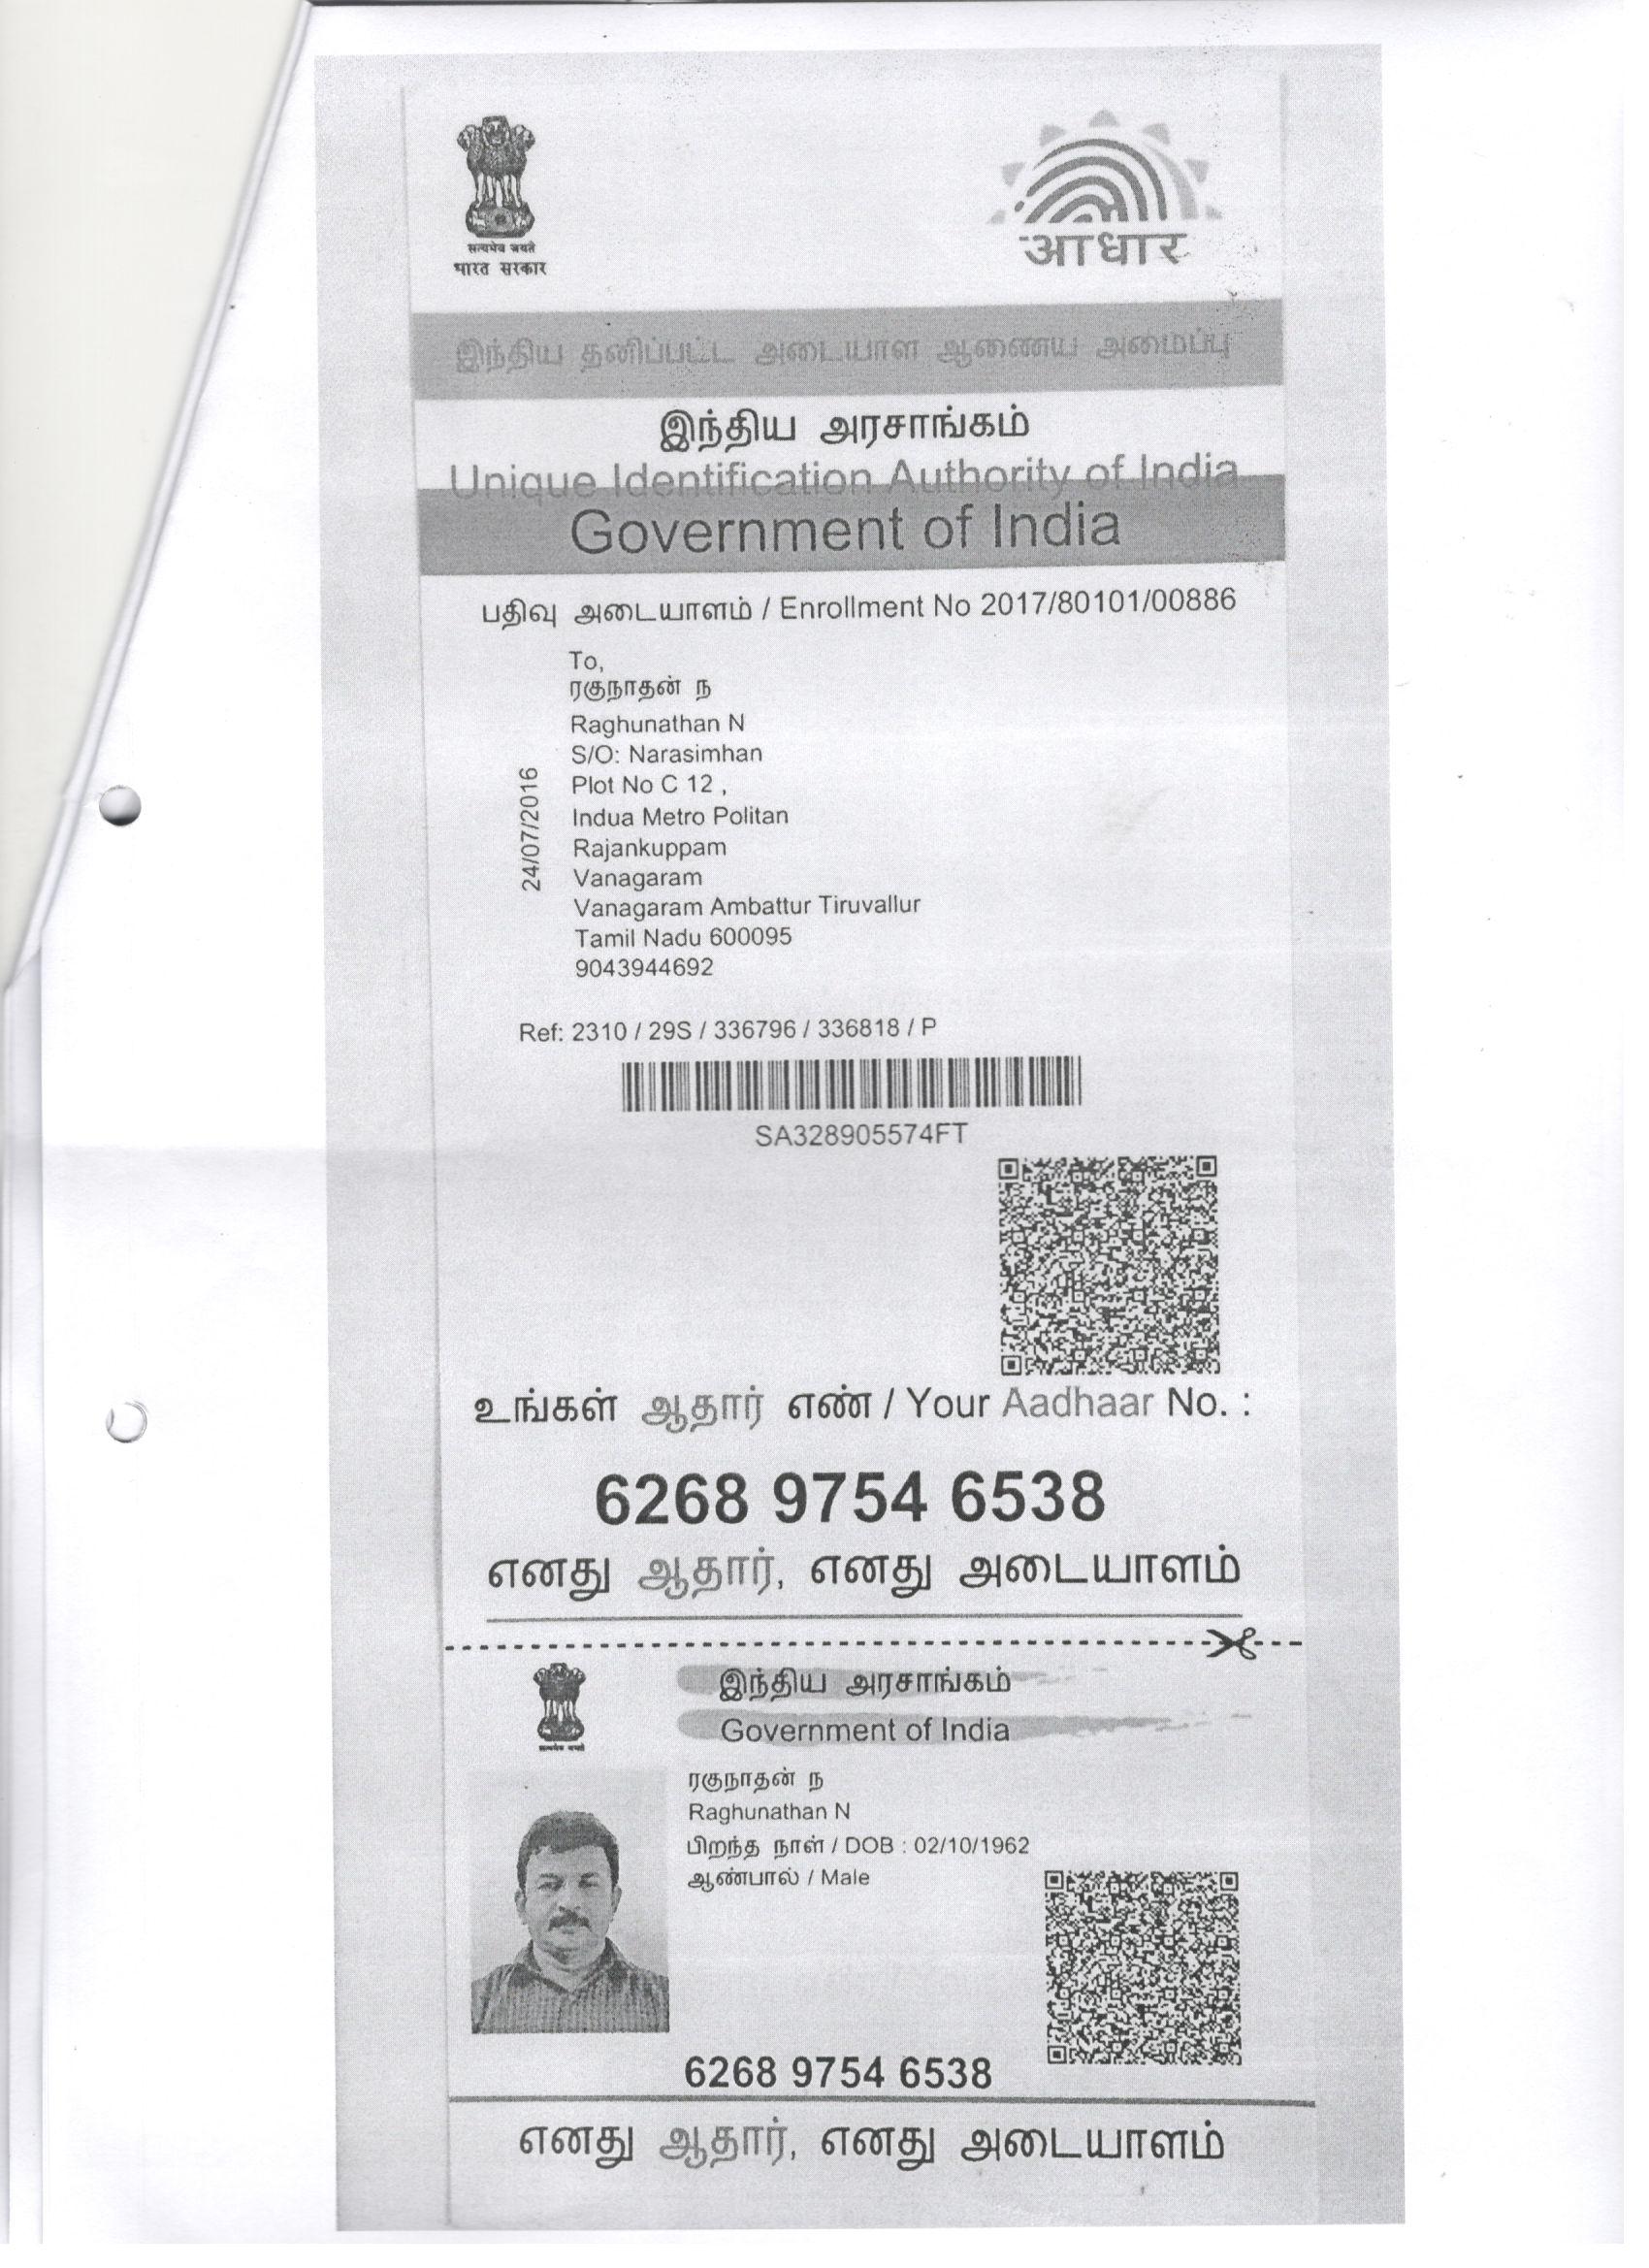 सत्यमेव जयते
भारत सरकार
आधार
இந்திய தனிப்பட்ட அடையாள ஆணைய அமைப்பு
இந்திய அரசாங்கம்
Unique Identification Authority of India
Government of India
பதிவு அடையாளம் / Enrollment No 2017/80101/00886
To,
ரகுநாதன் ந
Raghunathan N
S/O: Narasimhan
Plot No C 12 ,
Indua Metro Politan
Rajankuppam
Vanagaram
Vanagaram Ambattur Tiruvallur
Tamil Nadu 600095
9043944692
24/07/2016
Ref: 2310 / 29S / 336796 / 336818 / P
SA328905574FT
உங்கள் ஆதார் எண் / Your Aadhaar No. :
6268 9754 6538
எனது ஆதார், எனது அடையாளம்
இந்திய அரசாங்கம்
Government of India
सत्यमेव जयते
ரகுநாதன் ந
Raghunathan N
பிறந்த நாள் / DOB : 02/10/1962
ஆண்பால் / Male
6268 9754 6538
எனது ஆதார், எனது அடையாளம்